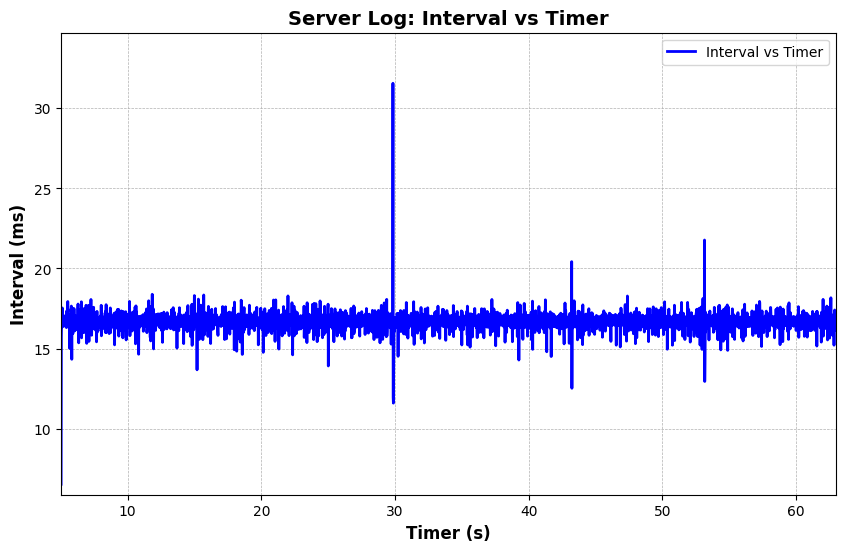 Server Log: Interval vs Timer
Interval vs Timer
Interval (ms)
30
25
20
15
10
10 20 30 40 50 60
Timer (s)